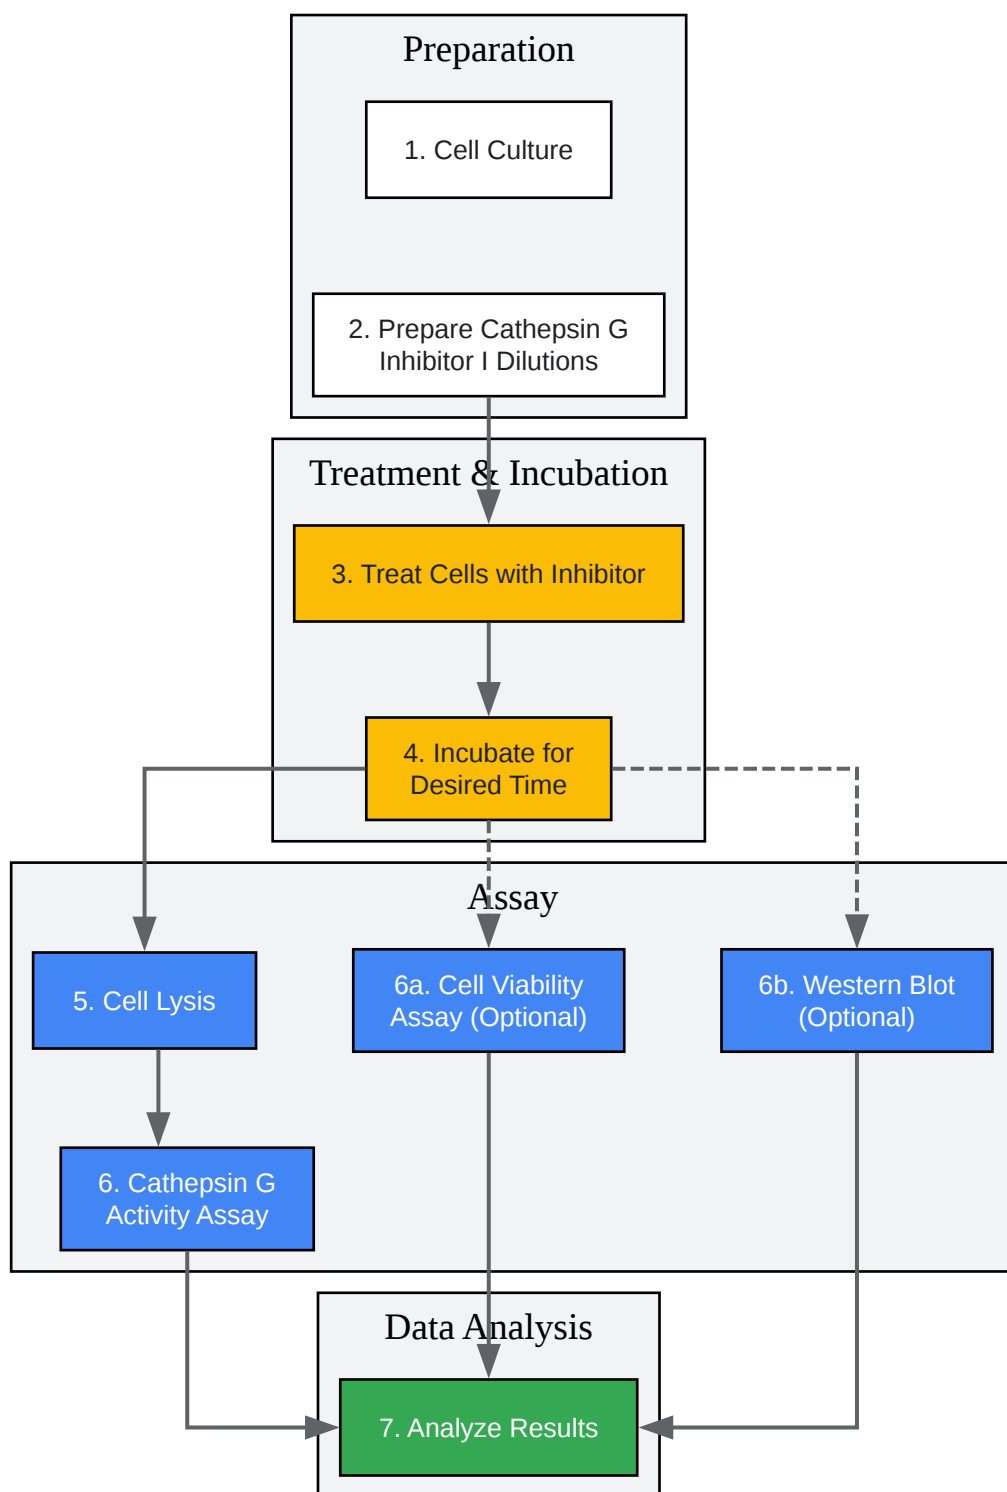 Preparation
1. Cell Culture
2. Prepare Cathepsin G
Inhibitor I Dilutions
Treatment & Incubation
3. Treat Cells with Inhibitor
4. Incubate for
Desired Time
Assay
5. Cell Lysis
6a. Cell Viability
Assay (Optional)
6b. Western Blot
(Optional)
6. Cathepsin G
Activity Assay
Data Analysis
7. Analyze Results